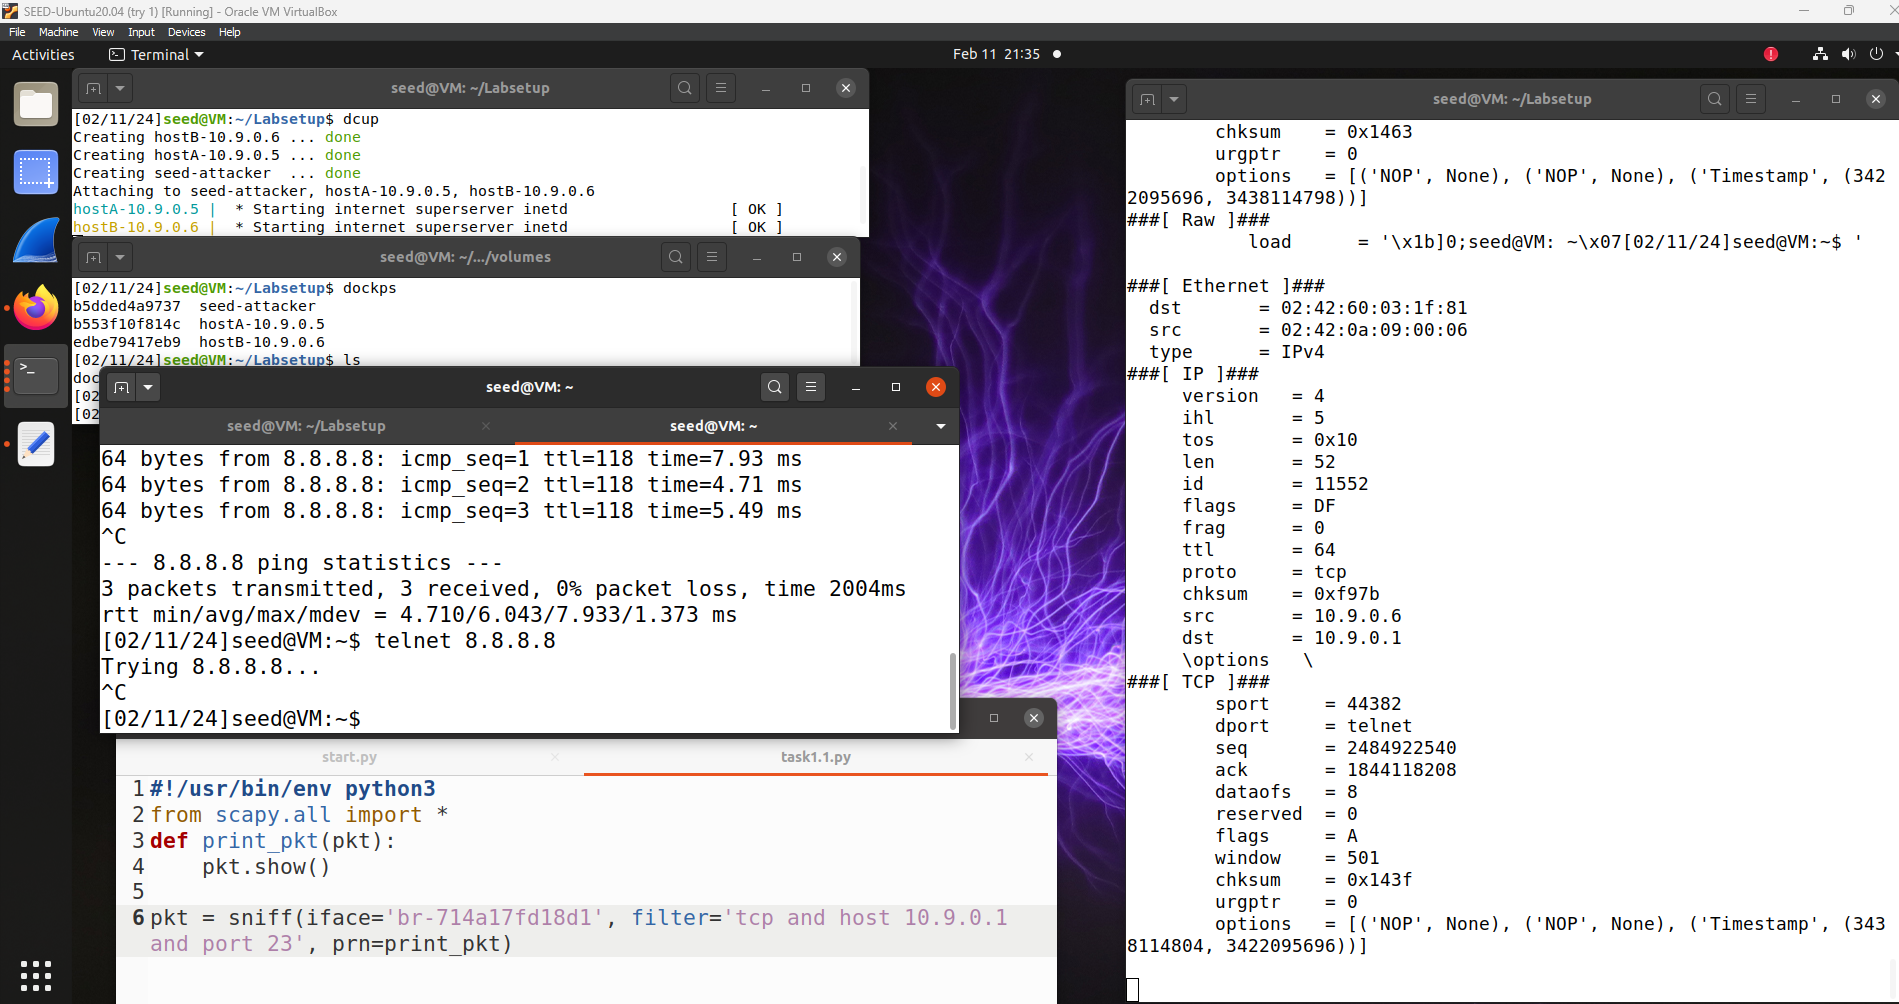 SEED-Ubuntu20.04 (try 1) [Running] - Oracle VM VirtualBox
File Machine View Input Devices Help
Activities Terminal Feb 11 21:35
seed@VM: ~/Labsetup
[02/11/24]seed@VM:~/Labsetup$ dcup
Creating hostB-10.9.0.6 ... done
Creating hostA-10.9.0.5 ... done
Creating seed-attacker  ... done
Attaching to seed-attacker, hostA-10.9.0.5, hostB-10.9.0.6
hostA-10.9.0.5 |  * Starting internet superserver inetd [ OK ]
hostB-10.9.0.6 |  * Starting internet superserver inetd [ OK ]
seed@VM: ~/.../volumes
[02/11/24]seed@VM:~/Labsetup$ dockps
b5dded4a9737  seed-attacker
b553f10f814c  hostA-10.9.0.5
edbe79417eb9  hostB-10.9.0.6
[02/11/24]seed@VM:~/Labsetup$ ls
doc
[02
[02
seed@VM: ~
seed@VM: ~/Labsetup seed@VM: ~
64 bytes from 8.8.8.8: icmp_seq=1 ttl=118 time=7.93 ms
64 bytes from 8.8.8.8: icmp_seq=2 ttl=118 time=4.71 ms
64 bytes from 8.8.8.8: icmp_seq=3 ttl=118 time=5.49 ms
^C
--- 8.8.8.8 ping statistics ---
3 packets transmitted, 3 received, 0% packet loss, time 2004ms
rtt min/avg/max/mdev = 4.710/6.043/7.933/1.373 ms
[02/11/24]seed@VM:~$ telnet 8.8.8.8
Trying 8.8.8.8...
^C
[02/11/24]seed@VM:~$
start.py task1.1.py
1 #!/usr/bin/env python3
2 from scapy.all import *
3 def print_pkt(pkt):
4     pkt.show()
5
6 pkt = sniff(iface='br-714a17fd18d1', filter='tcp and host 10.9.0.1
and port 23', prn=print_pkt)
seed@VM: ~/Labsetup
chksum    = 0x1463
urgptr    = 0
options   = [('NOP', None), ('NOP', None), ('Timestamp', (342
2095696, 3438114798))]
###[ Raw ]###
load      = '\x1b]0;seed@VM: ~\x07[02/11/24]seed@VM:~$ '
###[ Ethernet ]###
dst       = 02:42:60:03:1f:81
src       = 02:42:0a:09:00:06
type      = IPv4
###[ IP ]###
version   = 4
ihl       = 5
tos       = 0x10
len       = 52
id        = 11552
flags     = DF
frag      = 0
ttl       = 64
proto     = tcp
chksum    = 0xf97b
src       = 10.9.0.6
dst       = 10.9.0.1
\options   \
###[ TCP ]###
sport     = 44382
dport     = telnet
seq       = 2484922540
ack       = 1844118208
dataofs   = 8
reserved  = 0
flags     = A
window    = 501
chksum    = 0x143f
urgptr    = 0
options   = [('NOP', None), ('NOP', None), ('Timestamp', (343
8114804, 3422095696))]